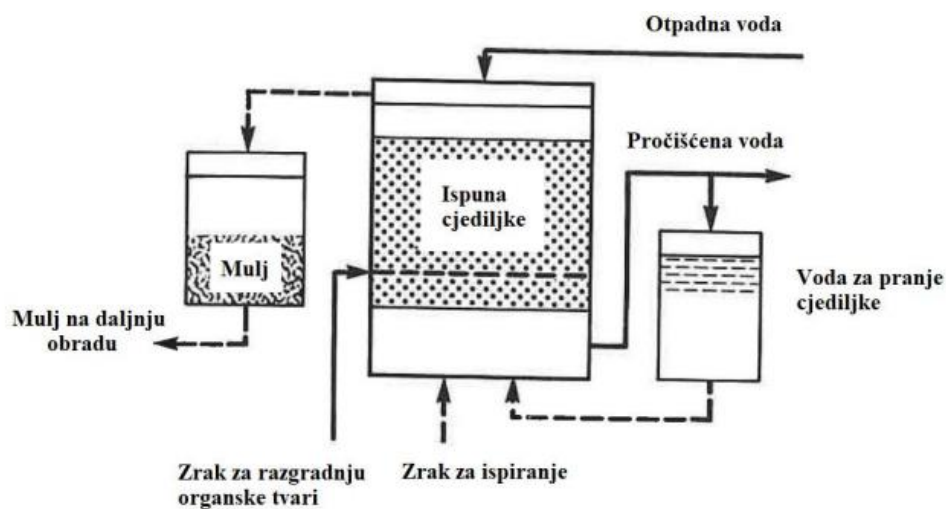 Otpadna voda
Pročišćena voda
Ispuna
cjediljke
Mulj
Voda za pranje
cjediljke
Mulj na daljnju
obradu
Zrak za razgradnju
organske tvari
Zrak za ispiranje